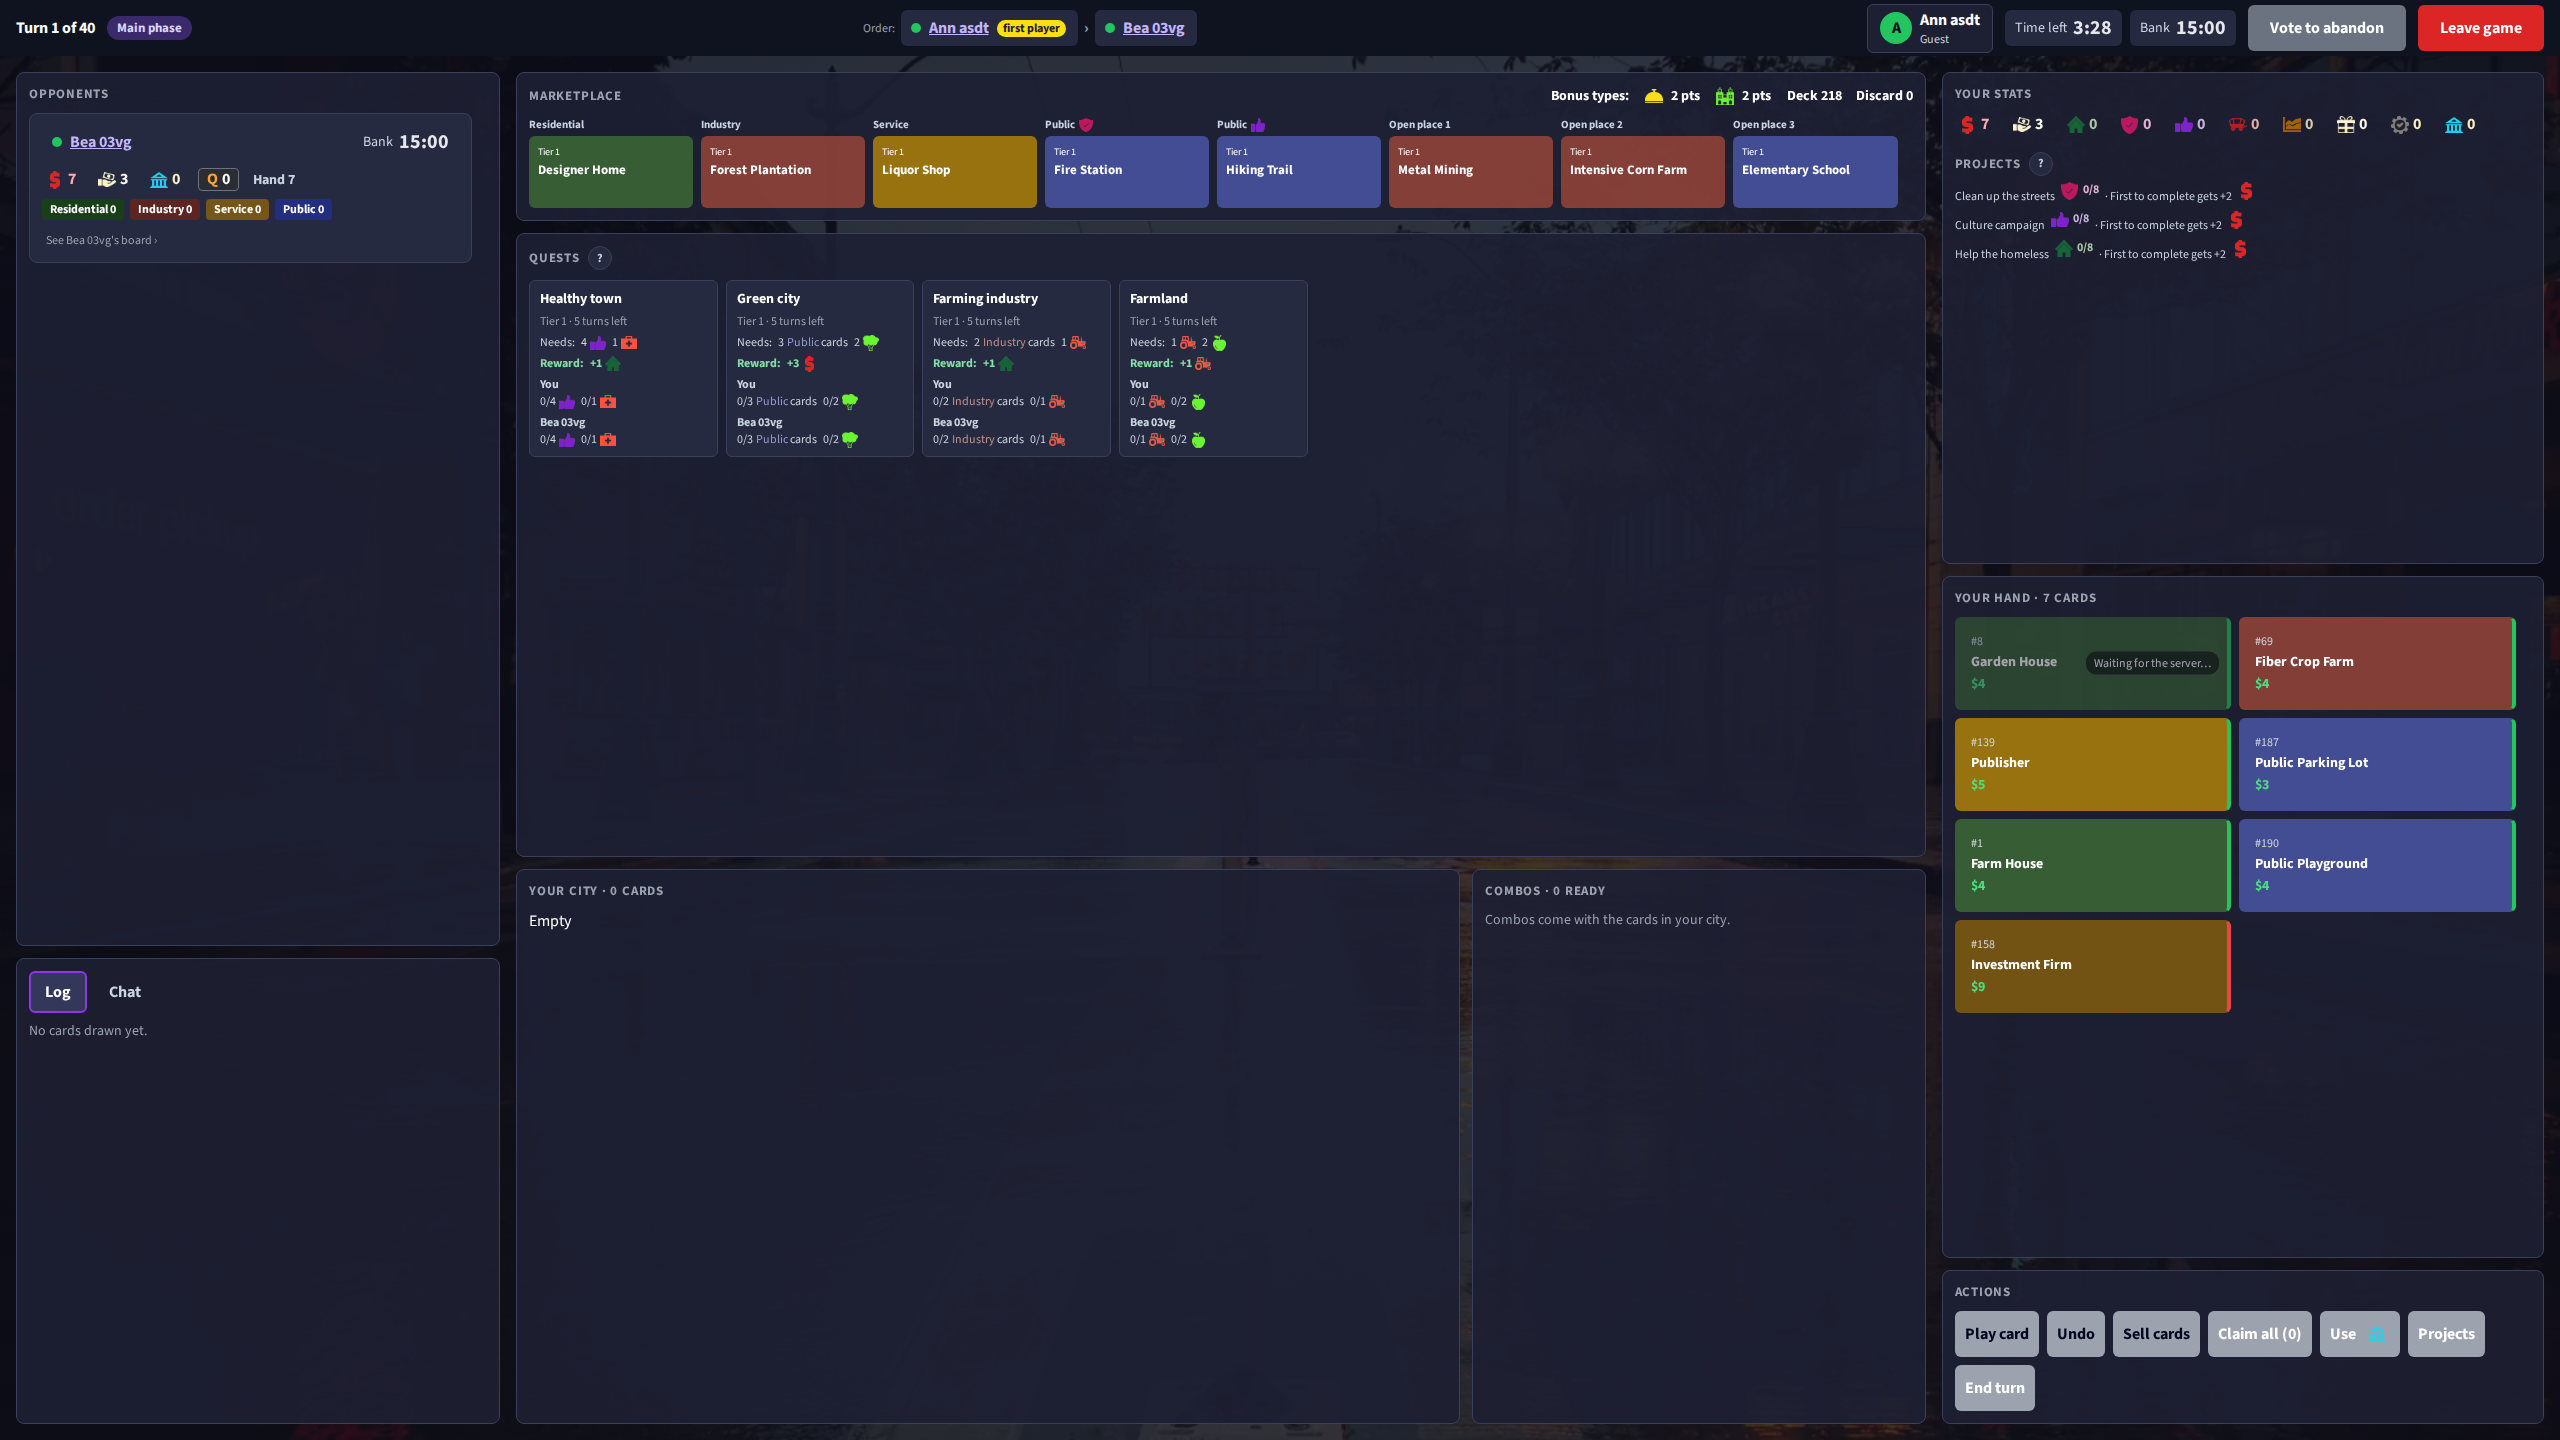 Turn 1 of 40 Main phase
Order: Ann asdt first player › Bea 03vg
A Ann asdt
Guest
Time left 3:28
Bank 15:00
Vote to abandon
Leave game
OPPONENTS
Bea 03vg Bank 15:00
7 3 0 Q 0 Hand 7
Residential 0 Industry 0 Service 0 Public 0
See Bea 03vg's board ›
Log Chat
No cards drawn yet.
MARKETPLACE
Bonus types: 2 pts 2 pts Deck 218 Discard 0
Residential Industry Service Public Public Open place 1 Open place 2 Open place 3
Tier 1 Tier 1 Tier 1 Tier 1 Tier 1 Tier 1 Tier 1 Tier 1
Designer Home Forest Plantation Liquor Shop Fire Station Hiking Trail Metal Mining Intensive Corn Farm Elementary School
QUESTS ?
Healthy town
Tier 1 · 5 turns left
Needs: 4 1
Reward: +1
You
0/4 0/1
Bea 03vg
0/4 0/1
Green city
Tier 1 · 5 turns left
Needs: 3 Public cards 2
Reward: +3
You
0/3 Public cards 0/2
Bea 03vg
0/3 Public cards 0/2
Farming industry
Tier 1 · 5 turns left
Needs: 2 Industry cards 1
Reward: +1
You
0/2 Industry cards 0/1
Bea 03vg
0/2 Industry cards 0/1
Farmland
Tier 1 · 5 turns left
Needs: 1 2
Reward: +1
You
0/1 0/2
Bea 03vg
0/1 0/2
YOUR CITY · 0 CARDS
Empty
COMBOS · 0 READY
Combos come with the cards in your city.
YOUR STATS
7 3 0 0 0 0 0 0 0 0
PROJECTS ?
Clean up the streets 0/8 · First to complete gets +2
Culture campaign 0/8 · First to complete gets +2
Help the homeless 0/8 · First to complete gets +2
YOUR HAND · 7 CARDS
#8
Garden House
$4
Waiting for the server…
#69
Fiber Crop Farm
$4
#139
Publisher
$5
#187
Public Parking Lot
$3
#1
Farm House
$4
#190
Public Playground
$4
#158
Investment Firm
$9
ACTIONS
Play card Undo Sell cards Claim all (0) Use Projects
End turn